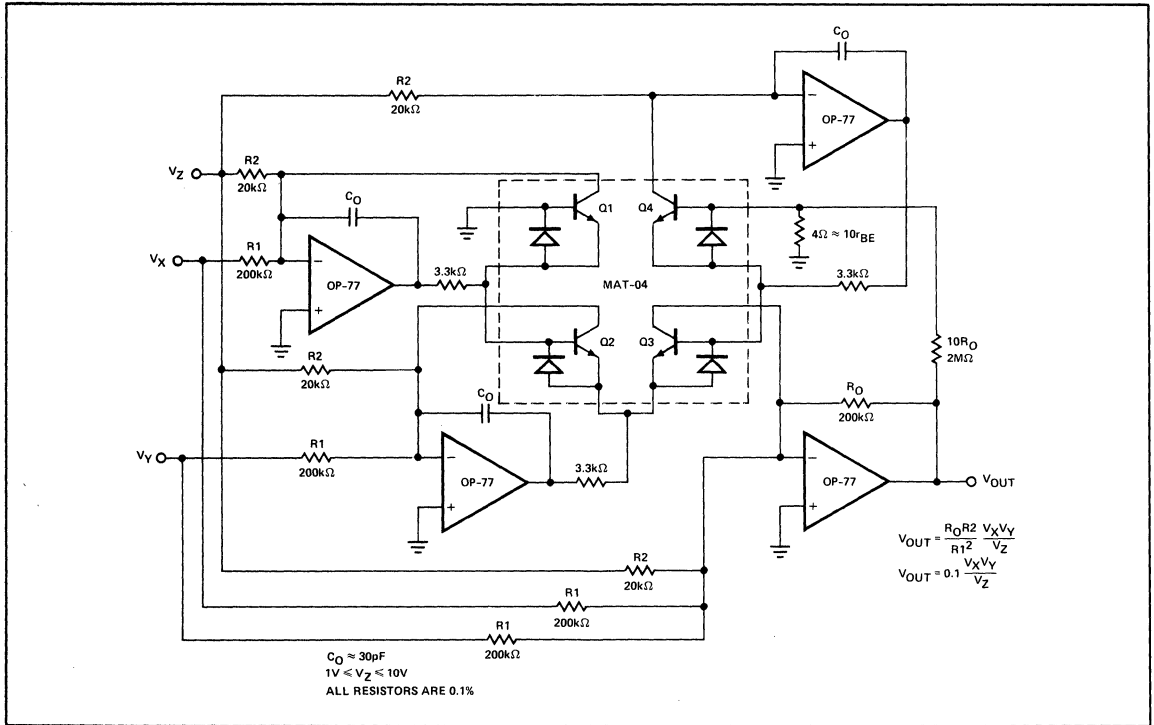 CO
R2
20kΩ
OP-77
−
+
VZ
R2
20kΩ
CO
Q1
Q4
4Ω ≈ 10rBE
VX
R1
200kΩ
−
+
OP-77
3.3kΩ
MAT-04
3.3kΩ
Q2
Q3
R2
20kΩ
10RO
2MΩ
CO
RO
200kΩ
VY
R1
200kΩ
−
+
OP-77
3.3kΩ
−
+
OP-77
VOUT
R2
20kΩ
VOUT = ROR2/R1² VXVY/VZ
VOUT = 0.1 VXVY/VZ
R1
200kΩ
R1
200kΩ
CO ≈ 30pF
1V ⩽ VZ ⩽ 10V
ALL RESISTORS ARE 0.1%